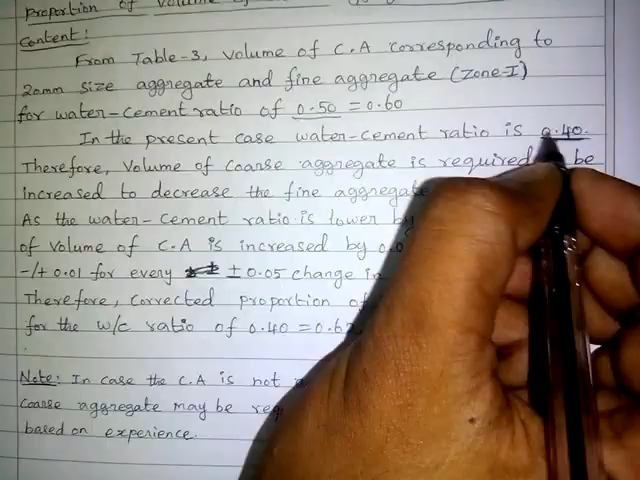 Proportion of Volume of
Content:
From Table-3, Volume of C.A corresponding to
20mm size aggregate and fine aggregate (Zone-I)
for water-cement ratio of 0.50 = 0.60
In the present case water-cement ratio is 0.40.
Therefore, Volume of Coarse aggregate is required be
increased to decrease the fine aggregate
As the water-cement ratio is lower by
of volume of C.A is increased by 0.0
-/+ 0.01 for every ± 0.05 change in
Therefore, corrected proportion of
for the w/c ratio of 0.40 = 0.62
Note: In case the C.A is not
coarse aggregate may be
based on experience.